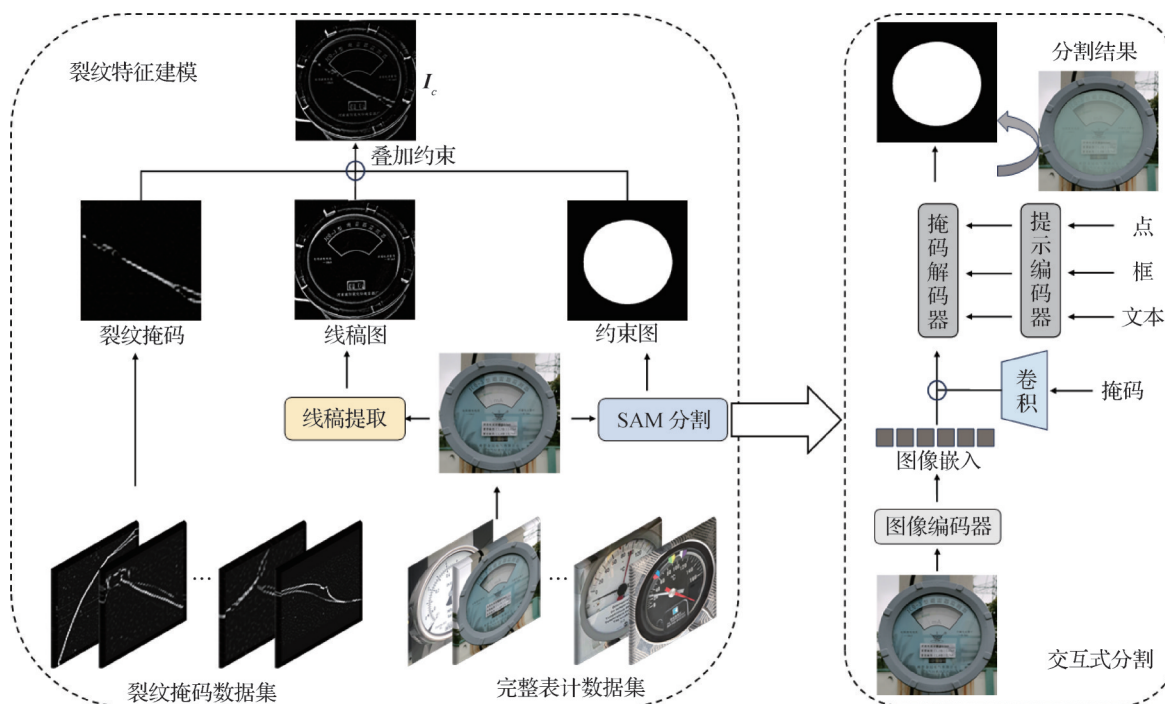 裂纹特征建模
I_c
叠加约束
裂纹掩码
线稿图
约束图
线稿提取
SAM 分割
裂纹掩码数据集
完整表计数据集
...
...
分割结果
掩码解码器
提示编码器
点
框
文本
卷积
掩码
图像嵌入
图像编码器
交互式分割